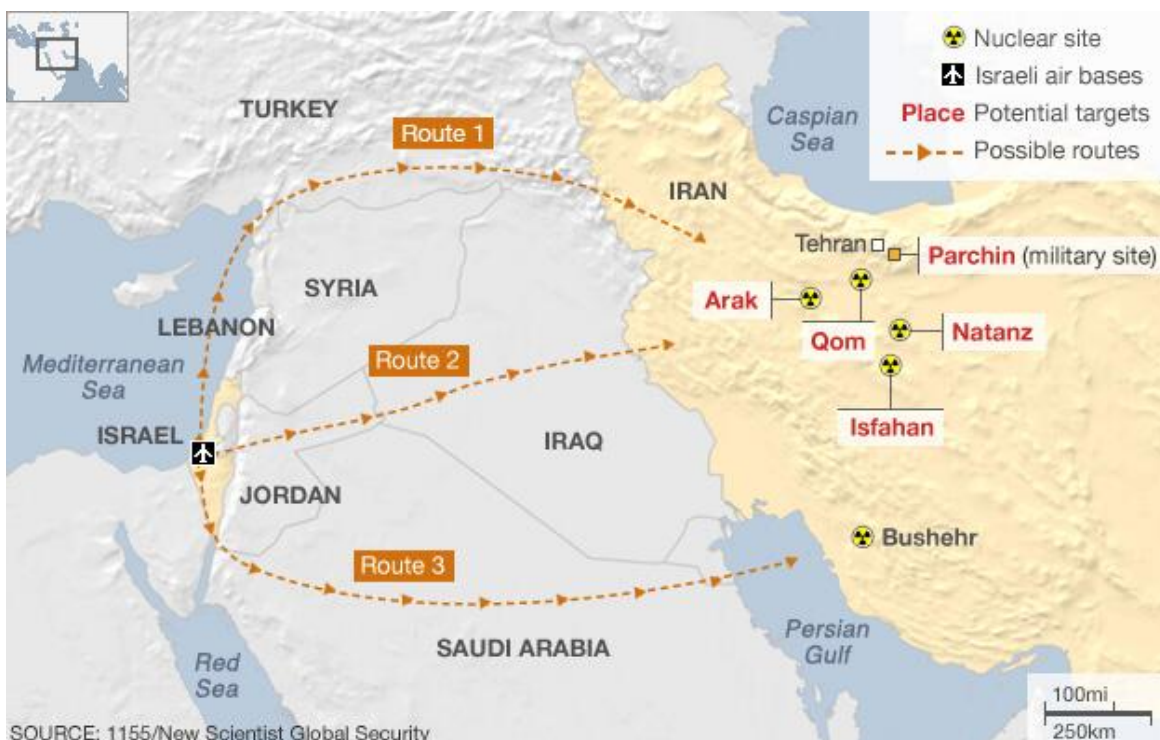 Nuclear site
Israeli air bases
Place Potential targets
Possible routes
TURKEY
Route 1
Caspian
Sea
IRAN
Tehran
Parchin (military site)
SYRIA
Arak
LEBANON
Qom
Natanz
Mediterranean
Sea
Route 2
ISRAEL
Isfahan
IRAQ
JORDAN
Bushehr
Route 3
Persian
Gulf
SAUDI ARABIA
Red
Sea
100mi
250km
SOURCE: 1155/New Scientist Global Security